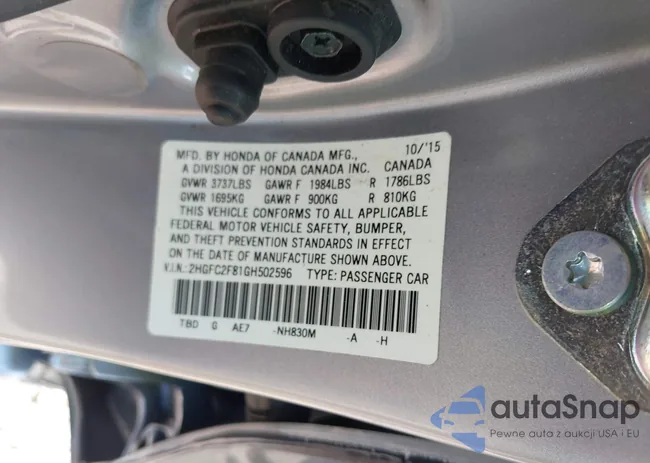 MFD. BY HONDA OF CANADA MFG., 10/'15
A DIVISION OF HONDA CANADA INC. CANADA
GVWR 3737LBS GAWR F 1984LBS R 1786LBS
GVWR 1695KG GAWR F 900KG R 810KG
THIS VEHICLE CONFORMS TO ALL APPLICABLE
FEDERAL MOTOR VEHICLE SAFETY, BUMPER,
AND THEFT PREVENTION STANDARDS IN EFFECT
ON THE DATE OF MANUFACTURE SHOWN ABOVE.
V.I.N.: 2HGFC2F81GH502596 TYPE: PASSENGER CAR
TBD G AE7 -NH830M -A -H
autaSnap
Pewne auta z aukcji USA i EU